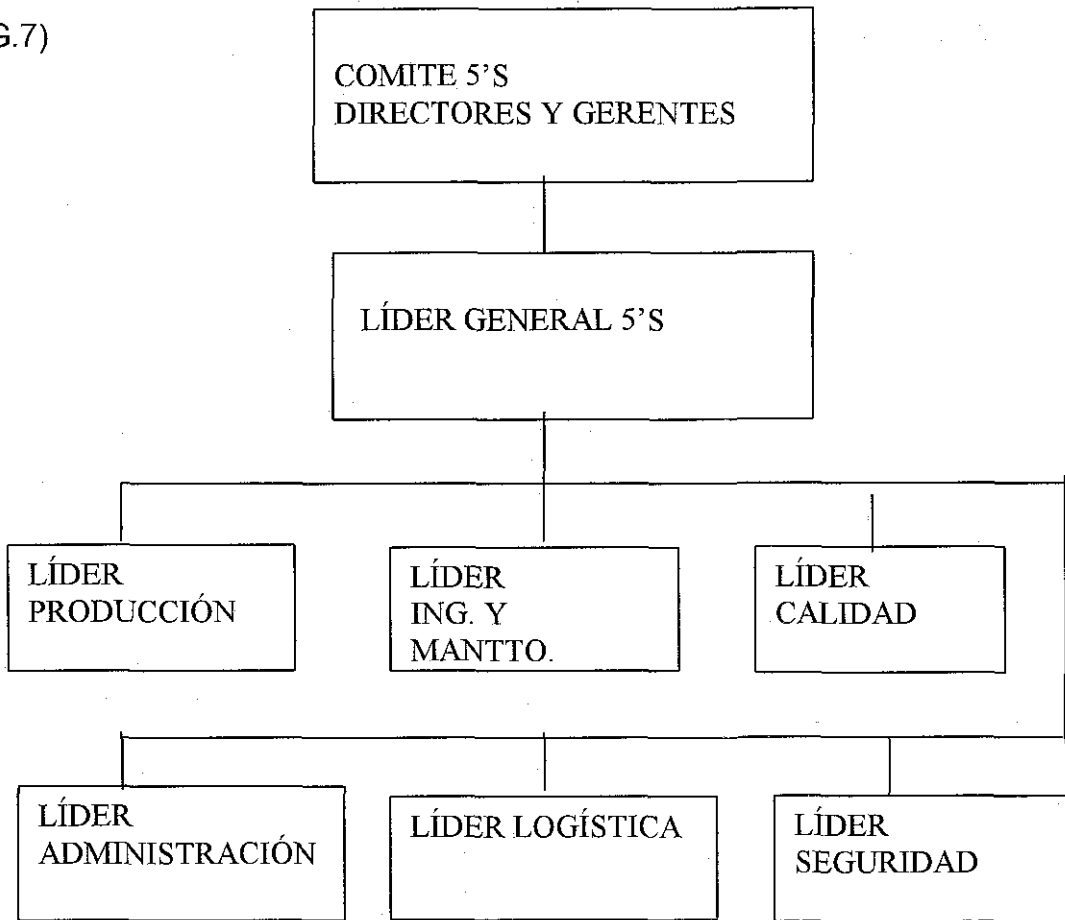 G.7)
COMITE 5'S
DIRECTORES Y GERENTES
LÍDER GENERAL 5'S
LÍDER
PRODUCCIÓN
LÍDER
ING. Y
MANTTO.
LÍDER
CALIDAD
LÍDER
ADMINISTRACIÓN
LÍDER LOGÍSTICA
LÍDER
SEGURIDAD